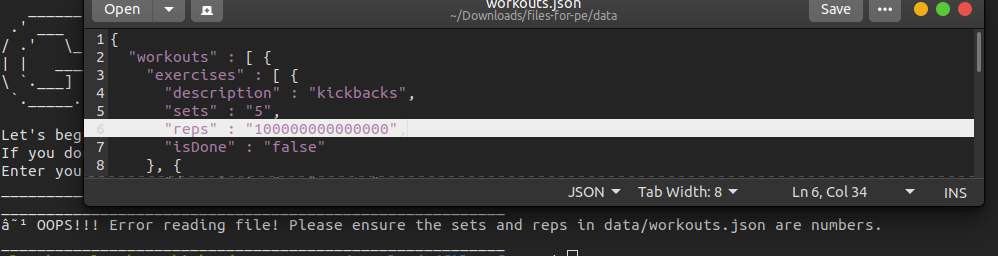 workouts.json
Open
~/Downloads/files-for-pe/data
Save
1 {
2 "workouts" : [ {
3 "exercises" : [ {
4 "description" : "kickbacks",
5 "sets" : "5",
6 "reps" : "100000000000000",
7 "isDone" : "false"
8 }, {
Let's beg
If you do
Enter you
JSON
Tab Width: 8
Ln 6, Col 34
INS
â˜¹ OOPS!!! Error reading file! Please ensure the sets and reps in data/workouts.json are numbers.